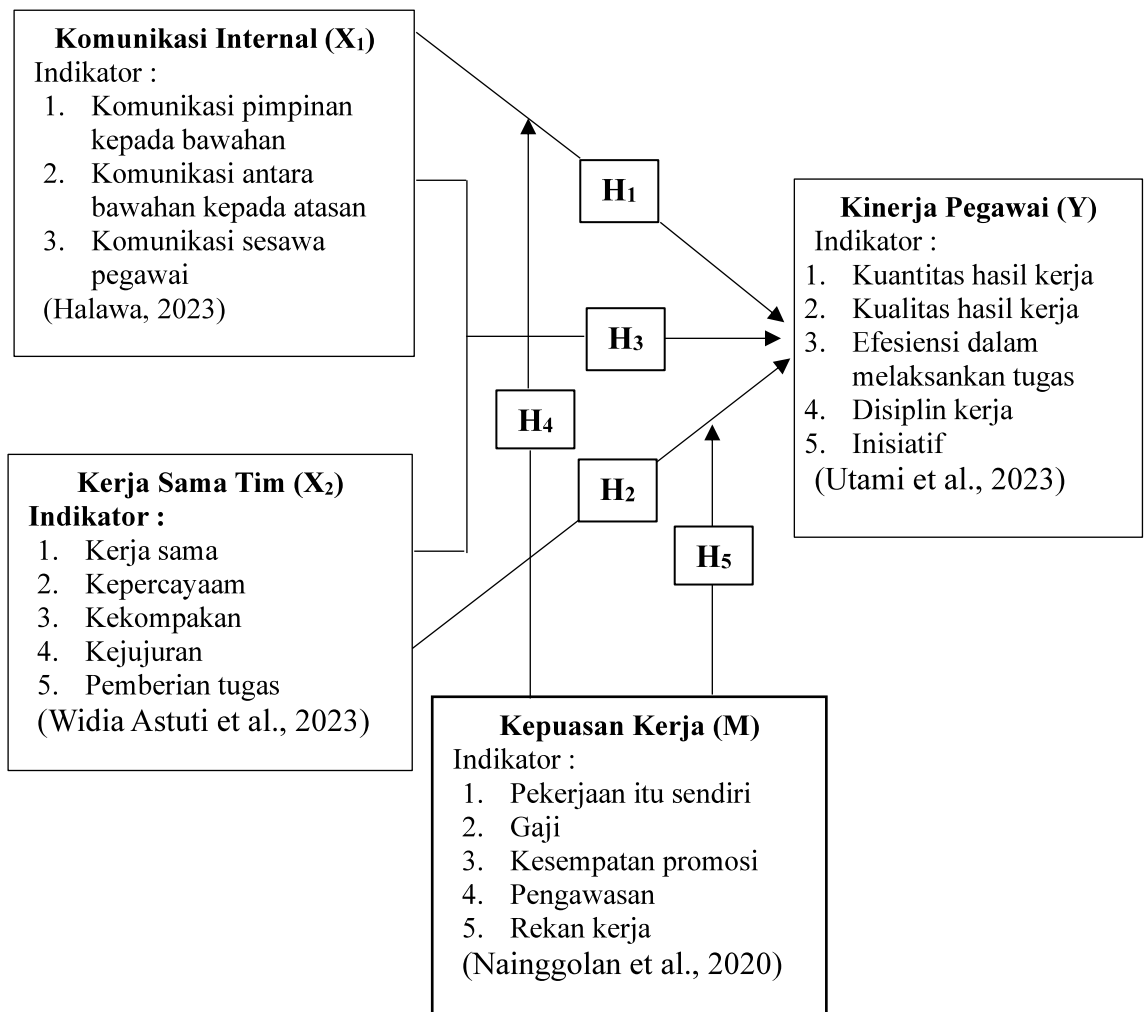 Komunikasi Internal (X₁)
Indikator :
1. Komunikasi pimpinan
kepada bawahan
2. Komunikasi antara
bawahan kepada atasan
3. Komunikasi sesawa
pegawai
(Halawa, 2023)
H₁
Kinerja Pegawai (Y)
Indikator :
1. Kuantitas hasil kerja
2. Kualitas hasil kerja
3. Efesiensi dalam
melaksankan tugas
4. Disiplin kerja
5. Inisiatif
(Utami et al., 2023)
H₃
H₄
H₂
H₅
Kerja Sama Tim (X₂)
Indikator :
1. Kerja sama
2. Kepercayaam
3. Kekompakan
4. Kejujuran
5. Pemberian tugas
(Widia Astuti et al., 2023)
Kepuasan Kerja (M)
Indikator :
1. Pekerjaan itu sendiri
2. Gaji
3. Kesempatan promosi
4. Pengawasan
5. Rekan kerja
(Nainggolan et al., 2020)